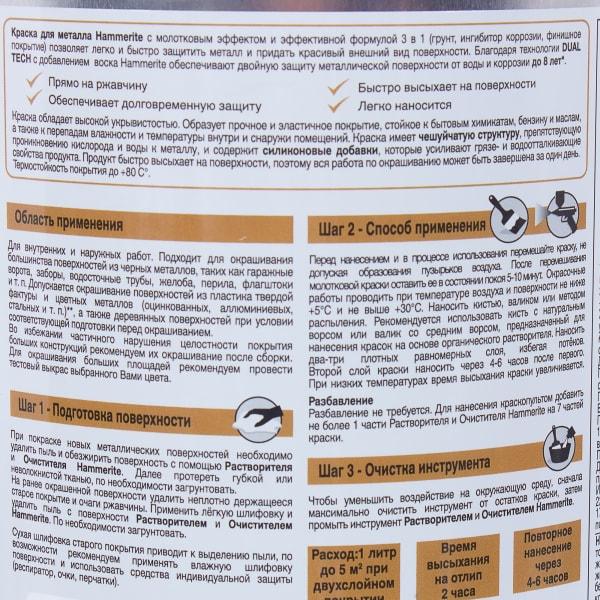 Краска для металла Hammerite с молотковым эффектом и эффективной формулой 3 в 1 (грунт, ингибитор коррозии, финишное
покрытие) позволяет легко и быстро защитить металл и придать красивый внешний вид поверхности. Благодаря технологии DUAL
TECH с добавлением воска Hammerite обеспечивают двойную защиту металлической поверхности от воды и коррозии до 8 лет*.
Прямо на ржавчину
Быстро высыхает на поверхности
Обеспечивает долговременную защиту
Легко наносится
Краска обладает высокой укрывистостью. Образует прочное и эластичное покрытие, стойкое к бытовым химикатам, бензину и маслам,
а также к перепадам влажности и температуры внутри и снаружи помещений. Краска имеет чешуйчатую структуру, препятствующую
проникновению кислорода и воды к металлу, и содержит силиконовые добавки, которые усиливают грязе- и водоотталкивающие
свойства продукта. Продукт быстро высыхает на поверхности, поэтому вся работа по окрашиванию может быть завершена за один день.
Термостойкость покрытия до +80 С°.
Область применения
Для внутренних и наружных работ. Подходит для окрашивания
большинства поверхностей из черных металлов, таких как гаражные
ворота, заборы, водосточные трубы, желоба, перила, флагштоки
и т. п. Допускается окрашивание поверхностей из пластика твердой
фактуры и цветных металлов (оцинкованных, аллюминиевых,
стальных и т. п.)**, а также деревянных поверхностей при условии
соответствующей подготовки перед окрашиванием.
Во избежании частичного нарушения целостности покрытия
больших конструкций рекомендуем их окрашивание после сборки.
Для окрашивания больших площадей рекомендуем провести
тестовый выкрас выбранного Вами цвета.
Шаг 1 - Подготовка поверхности
При покраске новых металлических поверхностей необходимо
удалить пыль и обезжирить поверхность с помощью Растворителя
и Очистителя Hammerite. Далее протереть губкой или
неволокнистой тканью, по необходимости загрунтовать.
На ранее окрашенной поверхности удалить неплотно держащееся
старое покрытие и очаги ржавчины. Применить лёгкую шлифовку и
удалить пыль с поверхности Растворителем и Очистителем
Hammerite. По необходимости загрунтовать.
Сухая шлифовка старого покрытия приводит к выделению пыли, по
возможности рекомендуем применять влажную шлифовку
поверхности и использовать средства индивидуальной защиты
(респиратор, очки, перчатки).
Шаг 2 - Способ применения
Перед нанесением и в процессе использования перемешайте краску, не
допуская образования пузырьков воздуха. После перемешивания
молотковой краски оставить ее в состоянии покоя 5-10 минут. Окрасочные
работы проводить при температуре воздуха и поверхности не ниже
+5°С и не выше +30°С. Наносить кистью, валиком или методом
распыления. Рекомендуется использовать кисть с натуральным
ворсом или валик со средним ворсом, предназначенный для
нанесения красок на основе органического растворителя. Наносить
два-три плотных равномерных слоя, избегая потёков.
Второй слой краски наносить через 4-6 часов после первого.
При низких температурах время высыхания краски увеличивается.
Разбавление
Разбавление не требуется. Для нанесения краскопультом добавить
не более 1 части Растворителя и Очистителя Hammerite на 7 частей
краски.
Шаг 3 - Очистка инструмента
Чтобы уменьшить воздействие на окружающую среду, сначала
максимально очистить инструмент от остатков краски, затем
промыть инструмент Растворителем и Очистителем Hammerite.
Расход:1 литр
до 5 м² при
двухслойном
покрытии
Время
высыхания
на отлип
2 часа
Повторное
нанесение
через
4-6 часов